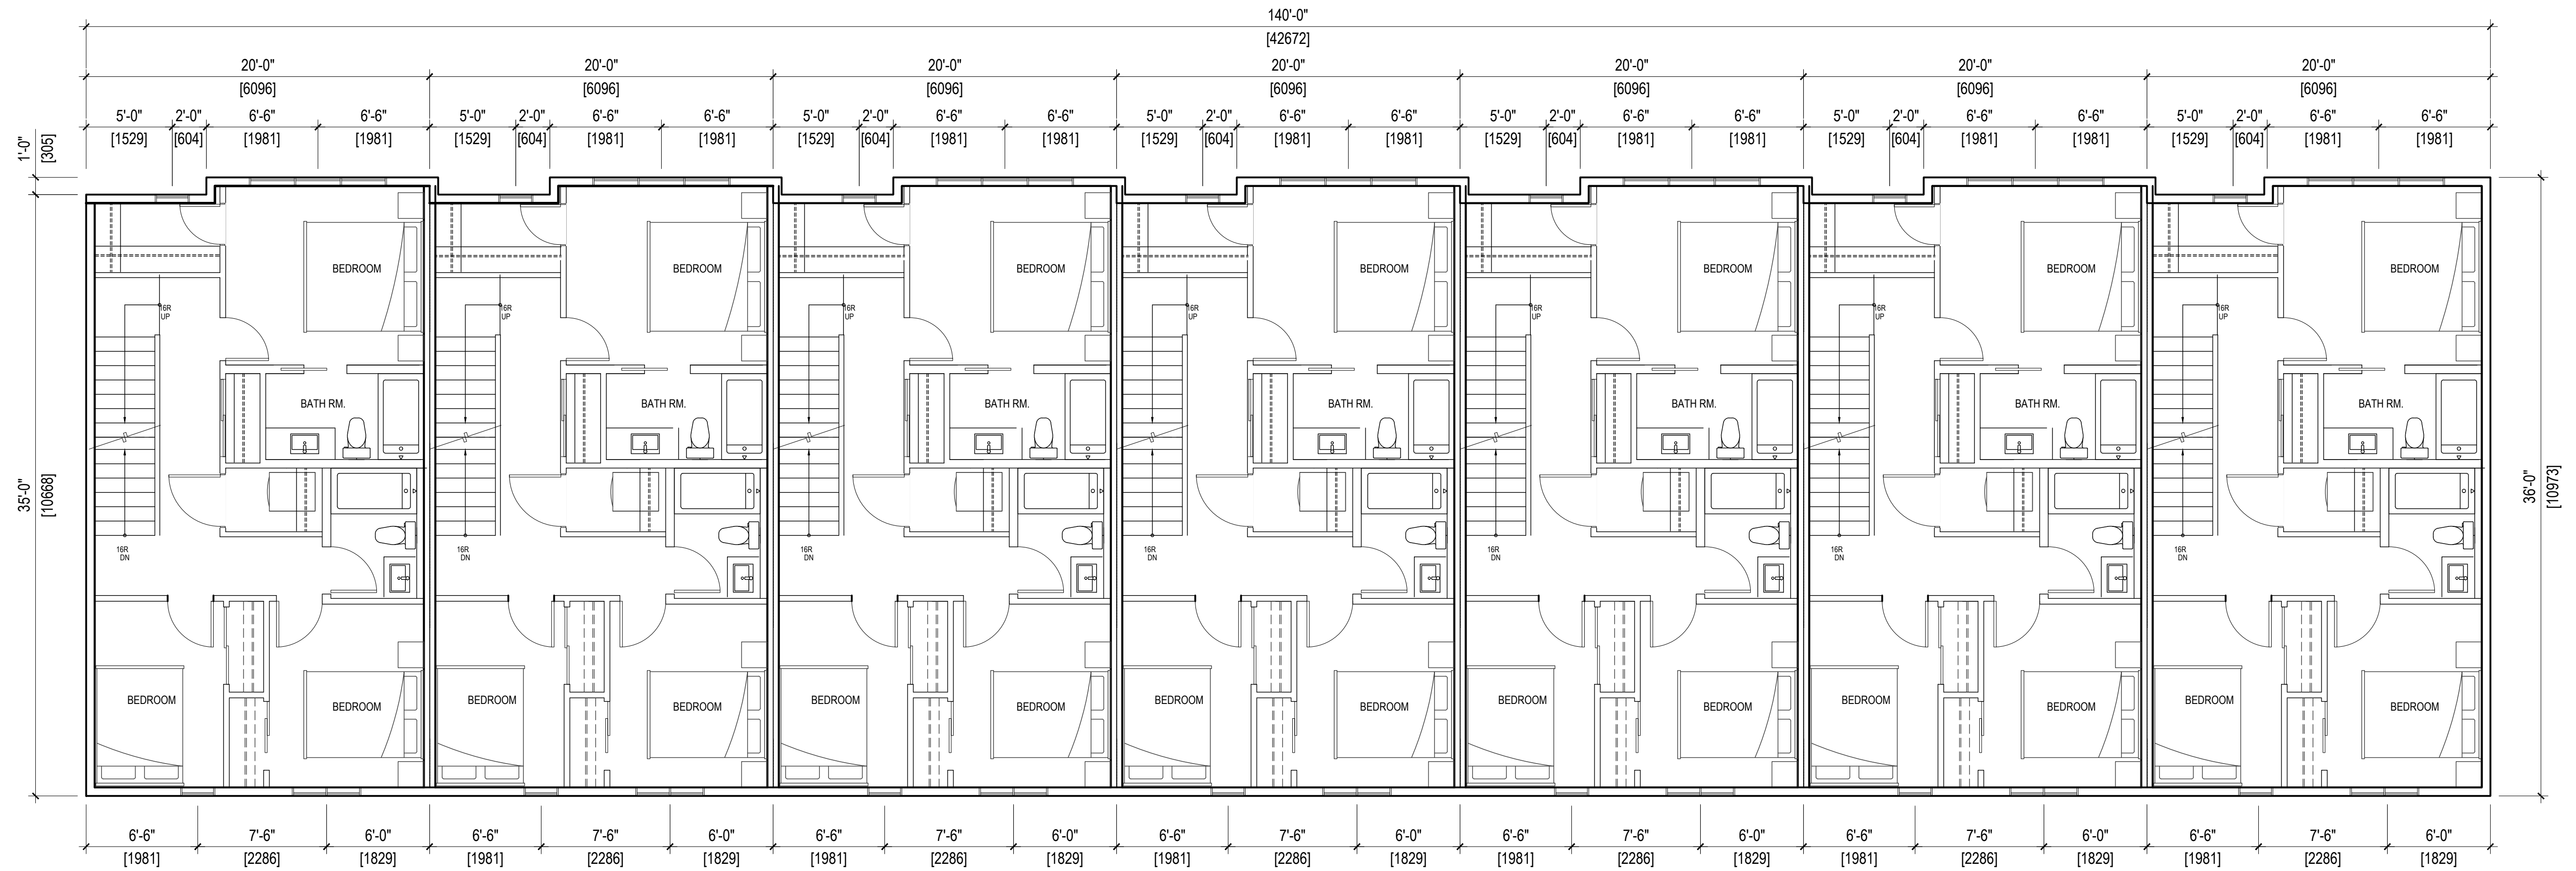 140'-0"
[42672]
20'-0" 20'-0" 20'-0" 20'-0" 20'-0" 20'-0" 20'-0"
[6096] [6096] [6096] [6096] [6096] [6096] [6096]
5'-0" 2'-0" 6'-6" 6'-6" 5'-0" 2'-0" 6'-6" 6'-6" 5'-0" 2'-0" 6'-6" 6'-6" 5'-0" 2'-0" 6'-6" 6'-6" 5'-0" 2'-0" 6'-6" 6'-6" 5'-0" 2'-0" 6'-6" 6'-6" 5'-0" 2'-0" 6'-6" 6'-6"
[1529] [604] [1981] [1981] [1529] [604] [1981] [1981] [1529] [604] [1981] [1981] [1529] [604] [1981] [1981] [1529] [604] [1981] [1981] [1529] [604] [1981] [1981] [1529] [604] [1981] [1981]
1'-0"
[305]
BEDROOM BEDROOM BEDROOM BEDROOM BEDROOM BEDROOM BEDROOM
16R 16R 16R 16R 16R 16R 16R
UP UP UP UP UP UP UP
BATH RM. BATH RM. BATH RM. BATH RM. BATH RM. BATH RM. BATH RM.
35'-0"
[10668]
36'-0"
[10973]
16R 16R 16R 16R 16R 16R 16R
DN DN DN DN DN DN DN
BEDROOM BEDROOM BEDROOM BEDROOM BEDROOM BEDROOM BEDROOM BEDROOM BEDROOM BEDROOM BEDROOM BEDROOM BEDROOM BEDROOM
6'-6" 7'-6" 6'-0" 6'-6" 7'-6" 6'-0" 6'-6" 7'-6" 6'-0" 6'-6" 7'-6" 6'-0" 6'-6" 7'-6" 6'-0" 6'-6" 7'-6" 6'-0" 6'-6" 7'-6" 6'-0"
[1981] [2286] [1829] [1981] [2286] [1829] [1981] [2286] [1829] [1981] [2286] [1829] [1981] [2286] [1829] [1981] [2286] [1829] [1981] [2286] [1829]